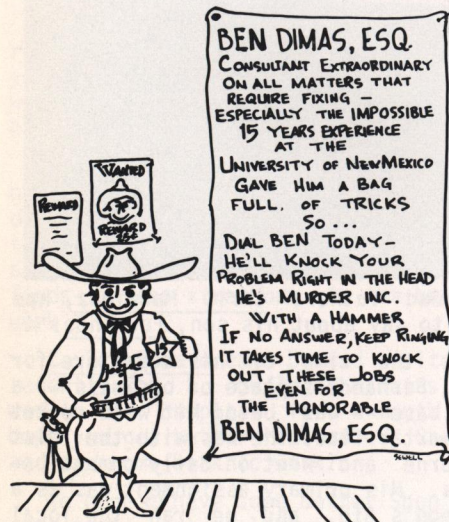 BEN DIMAS, ESQ.
CONSULTANT EXTRAORDINARY
ON ALL MATTERS THAT
REQUIRE FIXING –
ESPECIALLY THE IMPOSSIBLE
15 YEARS EXPERIENCE
AT THE
UNIVERSITY OF NEW MEXICO
GAVE HIM A BAG
FULL. OF TRICKS
SO...
DIAL BEN TODAY –
HE'LL KNOCK YOUR
PROBLEM RIGHT IN THE HEAD
HE'S MURDER INC.
WITH A HAMMER
IF NO ANSWER, KEEP RINGING
IT TAKES TIME TO KNOCK
OUT THESE JOBS
EVEN FOR
HONORABLE
BEN DIMAS, ESQ.
SEWELL
WANTED
REWARD
REWARD